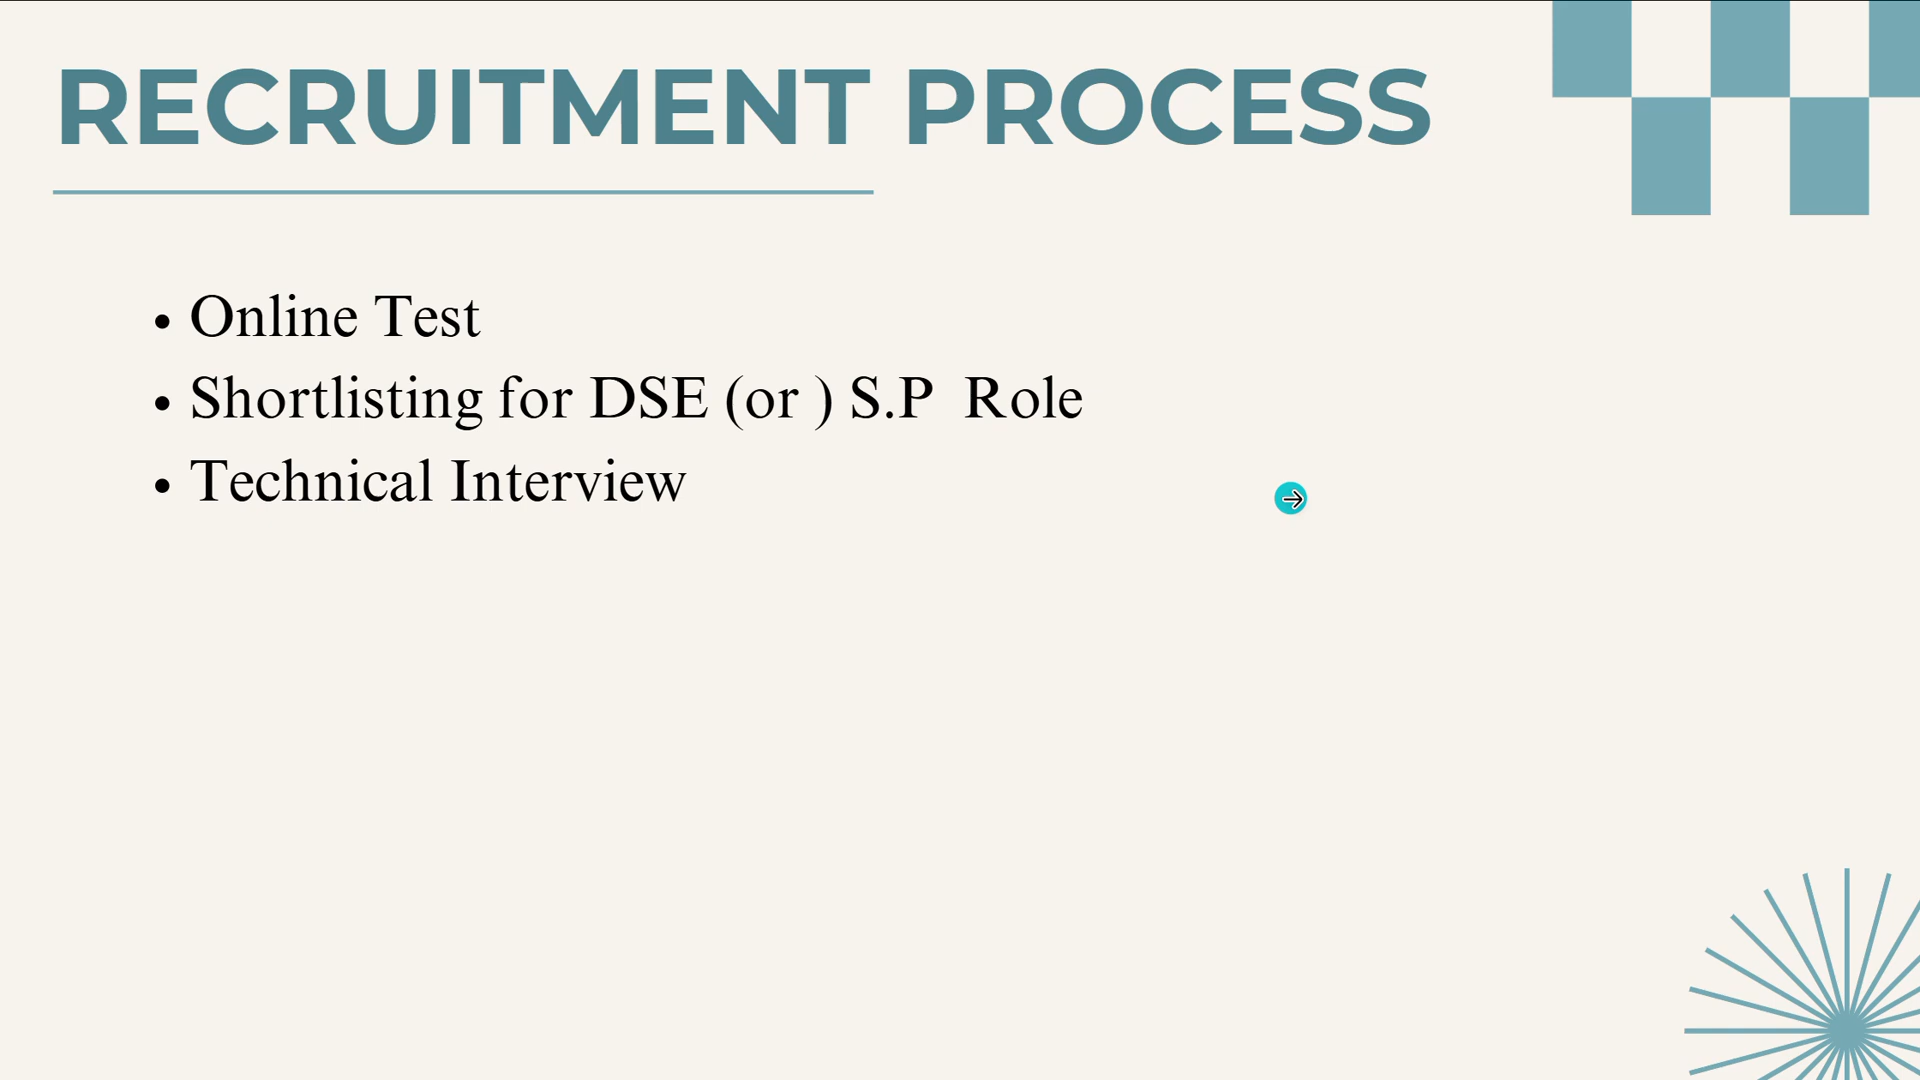 RECRUITMENT PROCESS
• Online Test
• Shortlisting for DSE (or ) S.P  Role
• Technical Interview